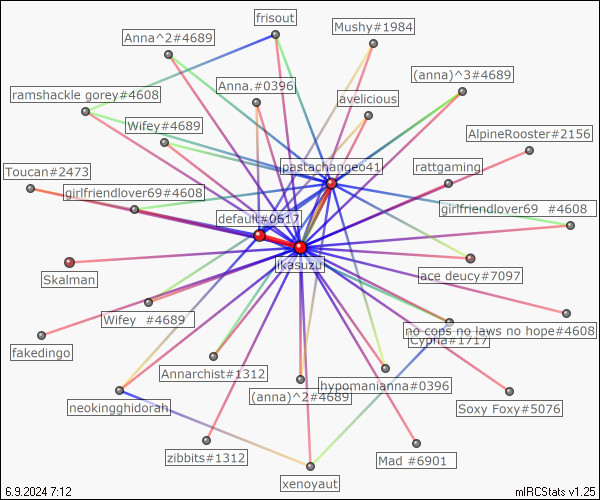 frisout
Mushy#1984
Anna^2#4689
(anna)^3#4689
Anna.#0396
ramshackle gorey#4608
avelicious
Wifey#4689
AlpineRooster#2156
pastachange641
rattgaming
Toucan#2473
girlfriendlover69#4608
girlfriendlover69 #4608
default#0617
ikasuzu
Skalman
ace deucy#7097
Wifey #4689
no cops no laws no hope#4608
Cypria#1717
fakedingo
Annarchist#1312
hypomanianna#0396
(anna)^2#4689
neokingghidorah
Soxy Foxy#5076
zibbits#1312
Mad #6901
xenoyaut
6.9.2024 7:12
mIRCStats v1.25